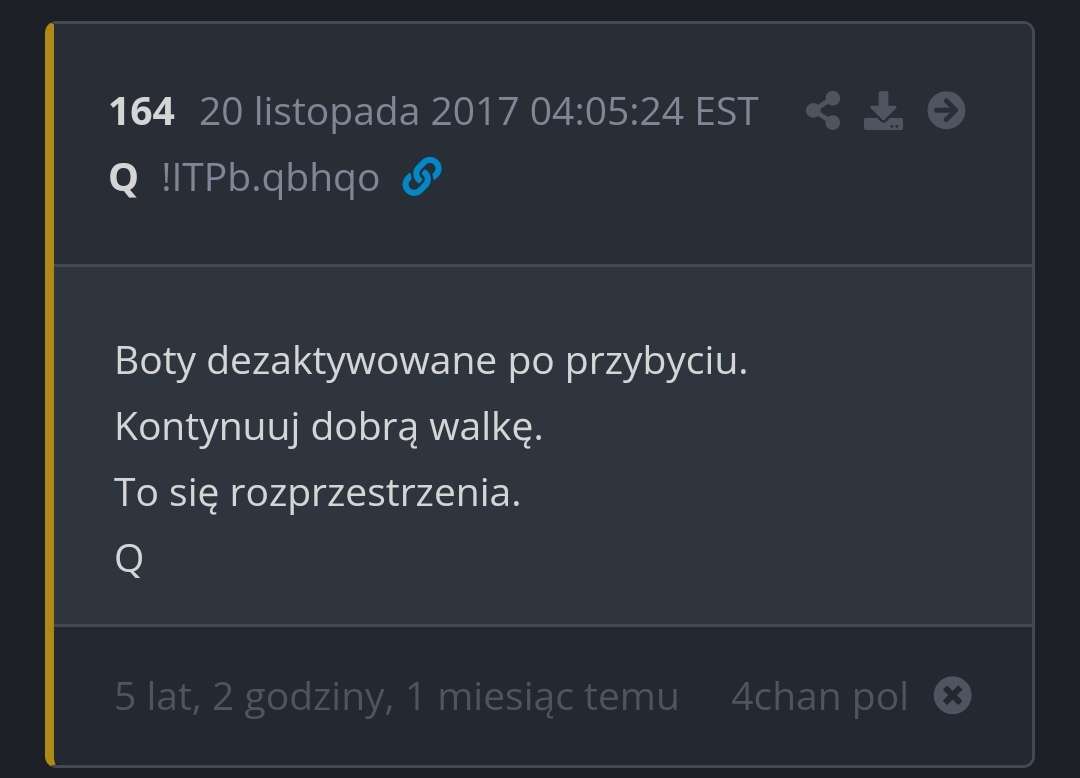 164 20 listopada 2017 04:05:24 EST
Q !ITPb.qbhqo
Boty dezaktywowane po przybyciu.
Kontynuuj dobrą walkę.
To się rozprzestrzenia.
Q
5 lat, 2 godziny, 1 miesiąc temu 4chan pol